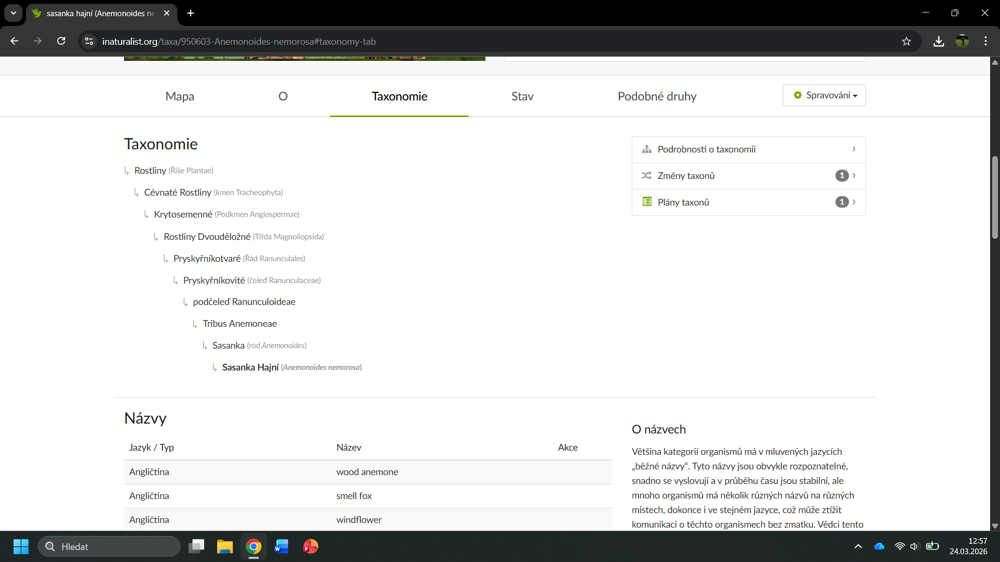 sasanka hajní (Anemonoides ne
inaturalist.org/taxa/950603-Anemonoides-nemorosa#taxonomy-tab
Mapa
O
Taxonomie
Stav
Podobné druhy
Spravování
Taxonomie
Rostliny (Říše Plantae)
Cévnaté Rostliny (kmen Tracheophyta)
Krytosemenné (Podkmen Angiospermae)
Rostliny Dvouděložné (Třída Magnoliopsida)
Pryskyřníkotvaré (Řád Ranunculales)
Pryskyřníkovité (čeleď Ranunculaceae)
podčeleď Ranunculoideae
Tribus Anemoneae
Sasanka (rod Anemonoides)
Sasanka Hajní (Anemonoides nemorosa)
Podrobnosti o taxonomii
Změny taxonů 1
Plány taxonů 1
Názvy
Jazyk / Typ Název Akce
Angličtina wood anemone
Angličtina smell fox
Angličtina windflower
O názvech
Většina kategorií organismů má v mluvených jazycích
„běžné názvy“. Tyto názvy jsou obvykle rozpoznatelné,
snadno se vyslovují a v průběhu času jsou stabilní, ale
mnoho organismů má několik různých názvů na různých
místech, dokonce i ve stejném jazyce, což může ztížit
komunikaci o těchto organismech bez zmatku. Vědci tento
Hledat
12:57
24.03.2026